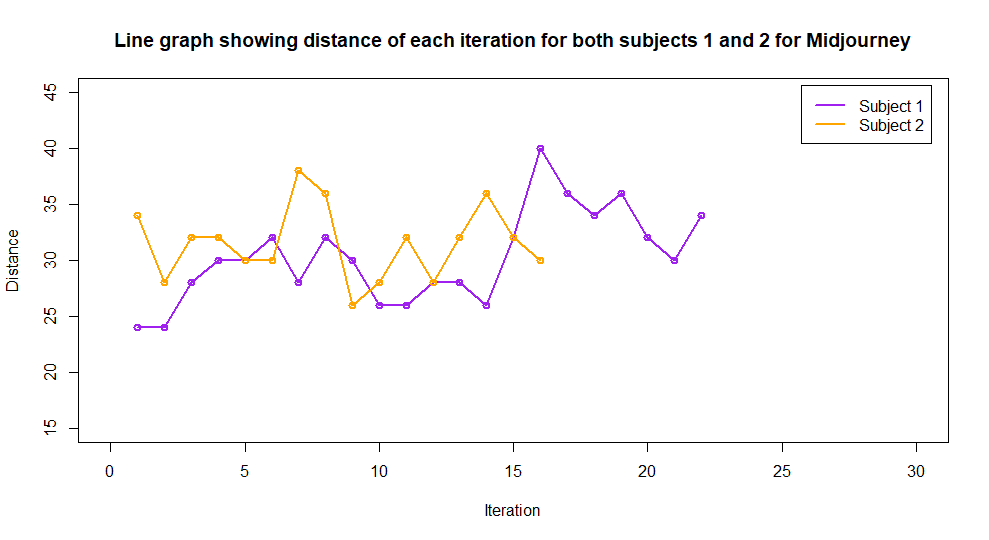 Line graph showing distance of each iteration for both subjects 1 and 2 for Midjourney
Subject 1
Subject 2
45
40
35
30
25
20
15
Distance
0 5 10 15 20 25 30
Iteration